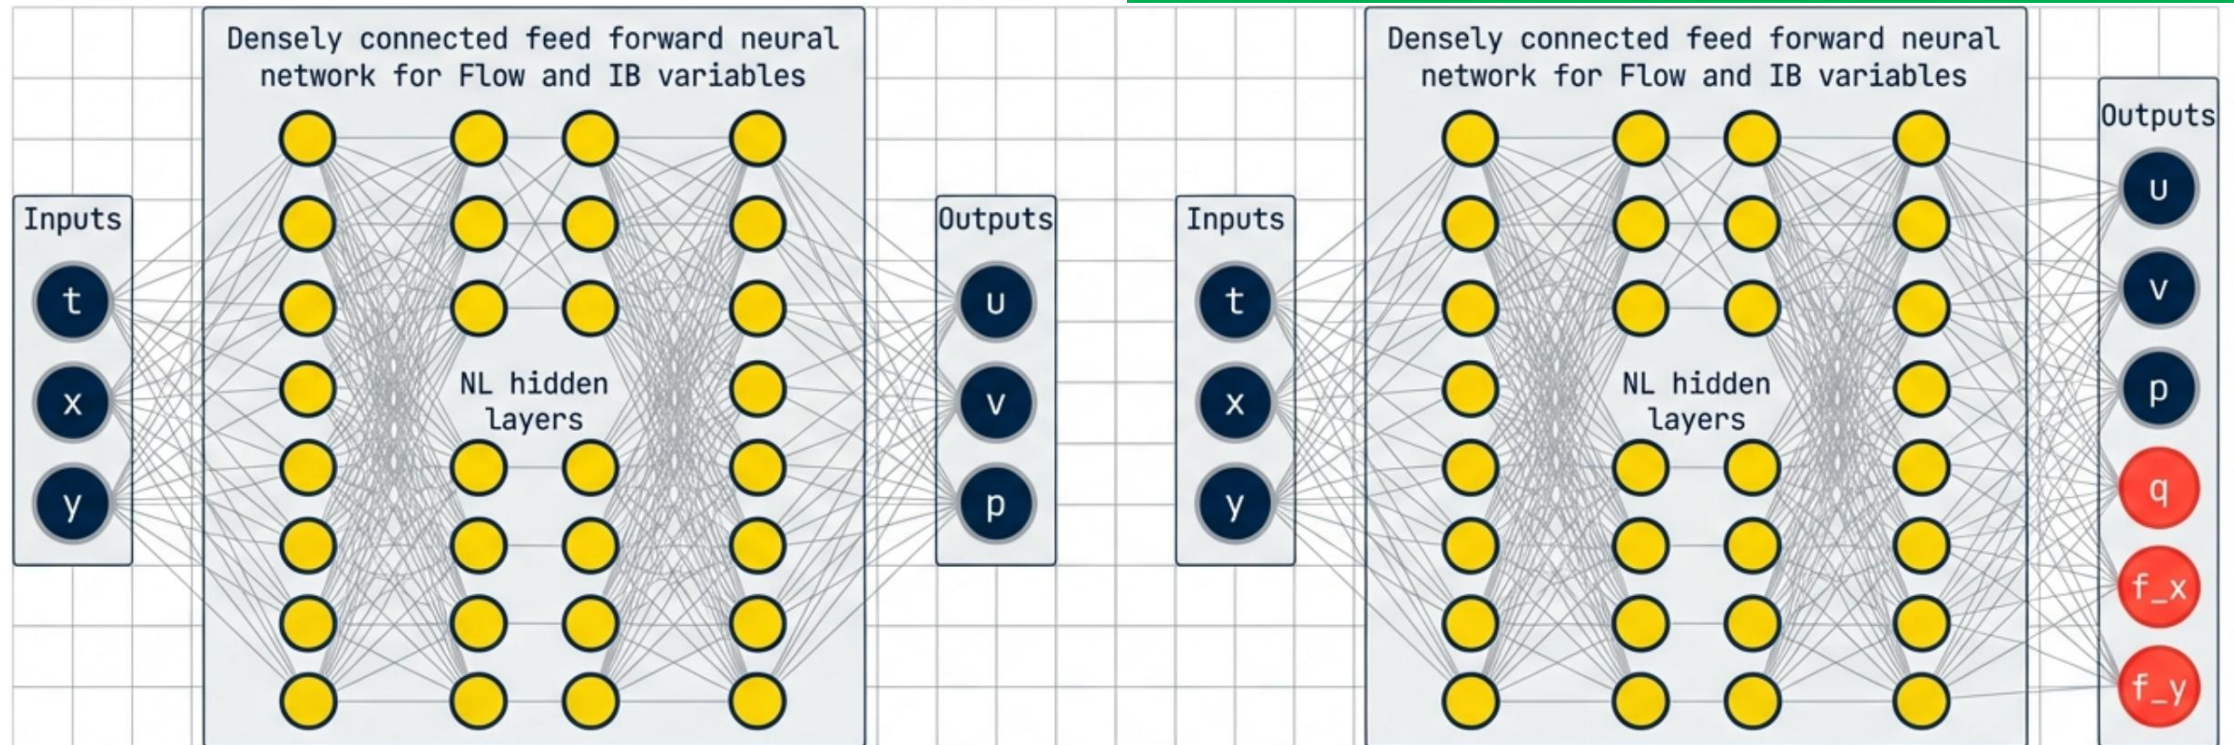 Densely connected feed forward neural
network for Flow and IB variables
Inputs
t
x
y
NL hidden
layers
Outputs
u
v
p
Densely connected feed forward neural
network for Flow and IB variables
Inputs
t
x
y
NL hidden
layers
Outputs
u
v
p
q
f_x
f_y